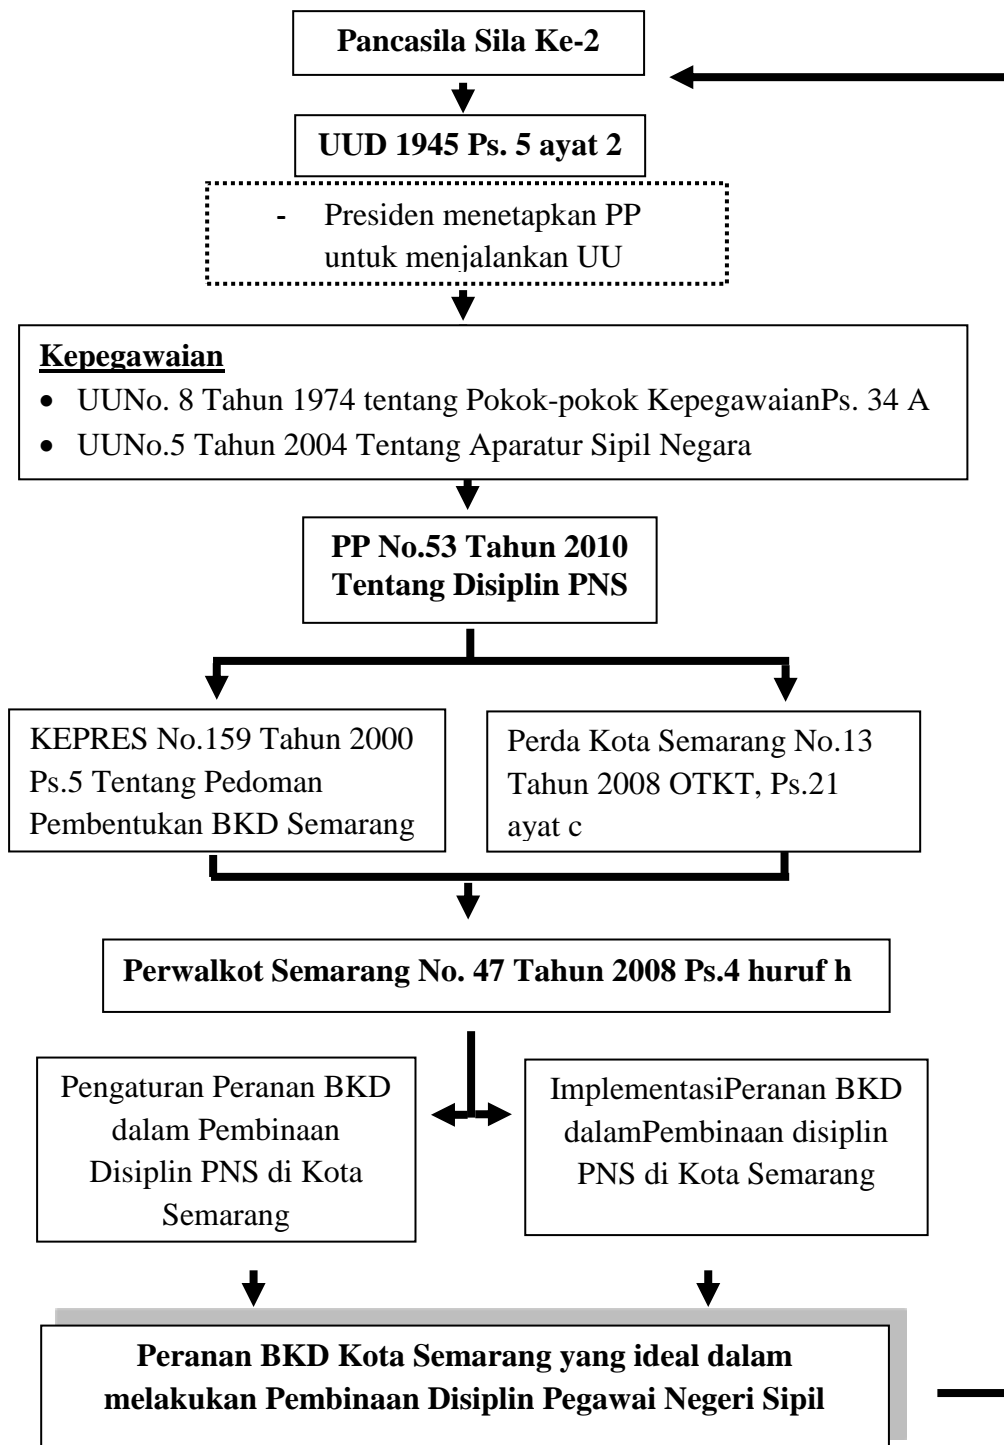 Pancasila Sila Ke-2
UUD 1945 Ps. 5 ayat 2
- Presiden menetapkan PP
untuk menjalankan UU
Kepegawaian
• UUNo. 8 Tahun 1974 tentang Pokok-pokok KepegawaianPs. 34 A
• UUNo.5 Tahun 2004 Tentang Aparatur Sipil Negara
PP No.53 Tahun 2010
Tentang Disiplin PNS
KEPRES No.159 Tahun 2000
Ps.5 Tentang Pedoman
Pembentukan BKD Semarang
Perda Kota Semarang No.13
Tahun 2008 OTKT, Ps.21
ayat c
Perwalkot Semarang No. 47 Tahun 2008 Ps.4 huruf h
Pengaturan Peranan BKD
dalam Pembinaan
Disiplin PNS di Kota
Semarang
ImplementasiPeranan BKD
dalamPembinaan disiplin
PNS di Kota Semarang
Peranan BKD Kota Semarang yang ideal dalam
melakukan Pembinaan Disiplin Pegawai Negeri Sipil